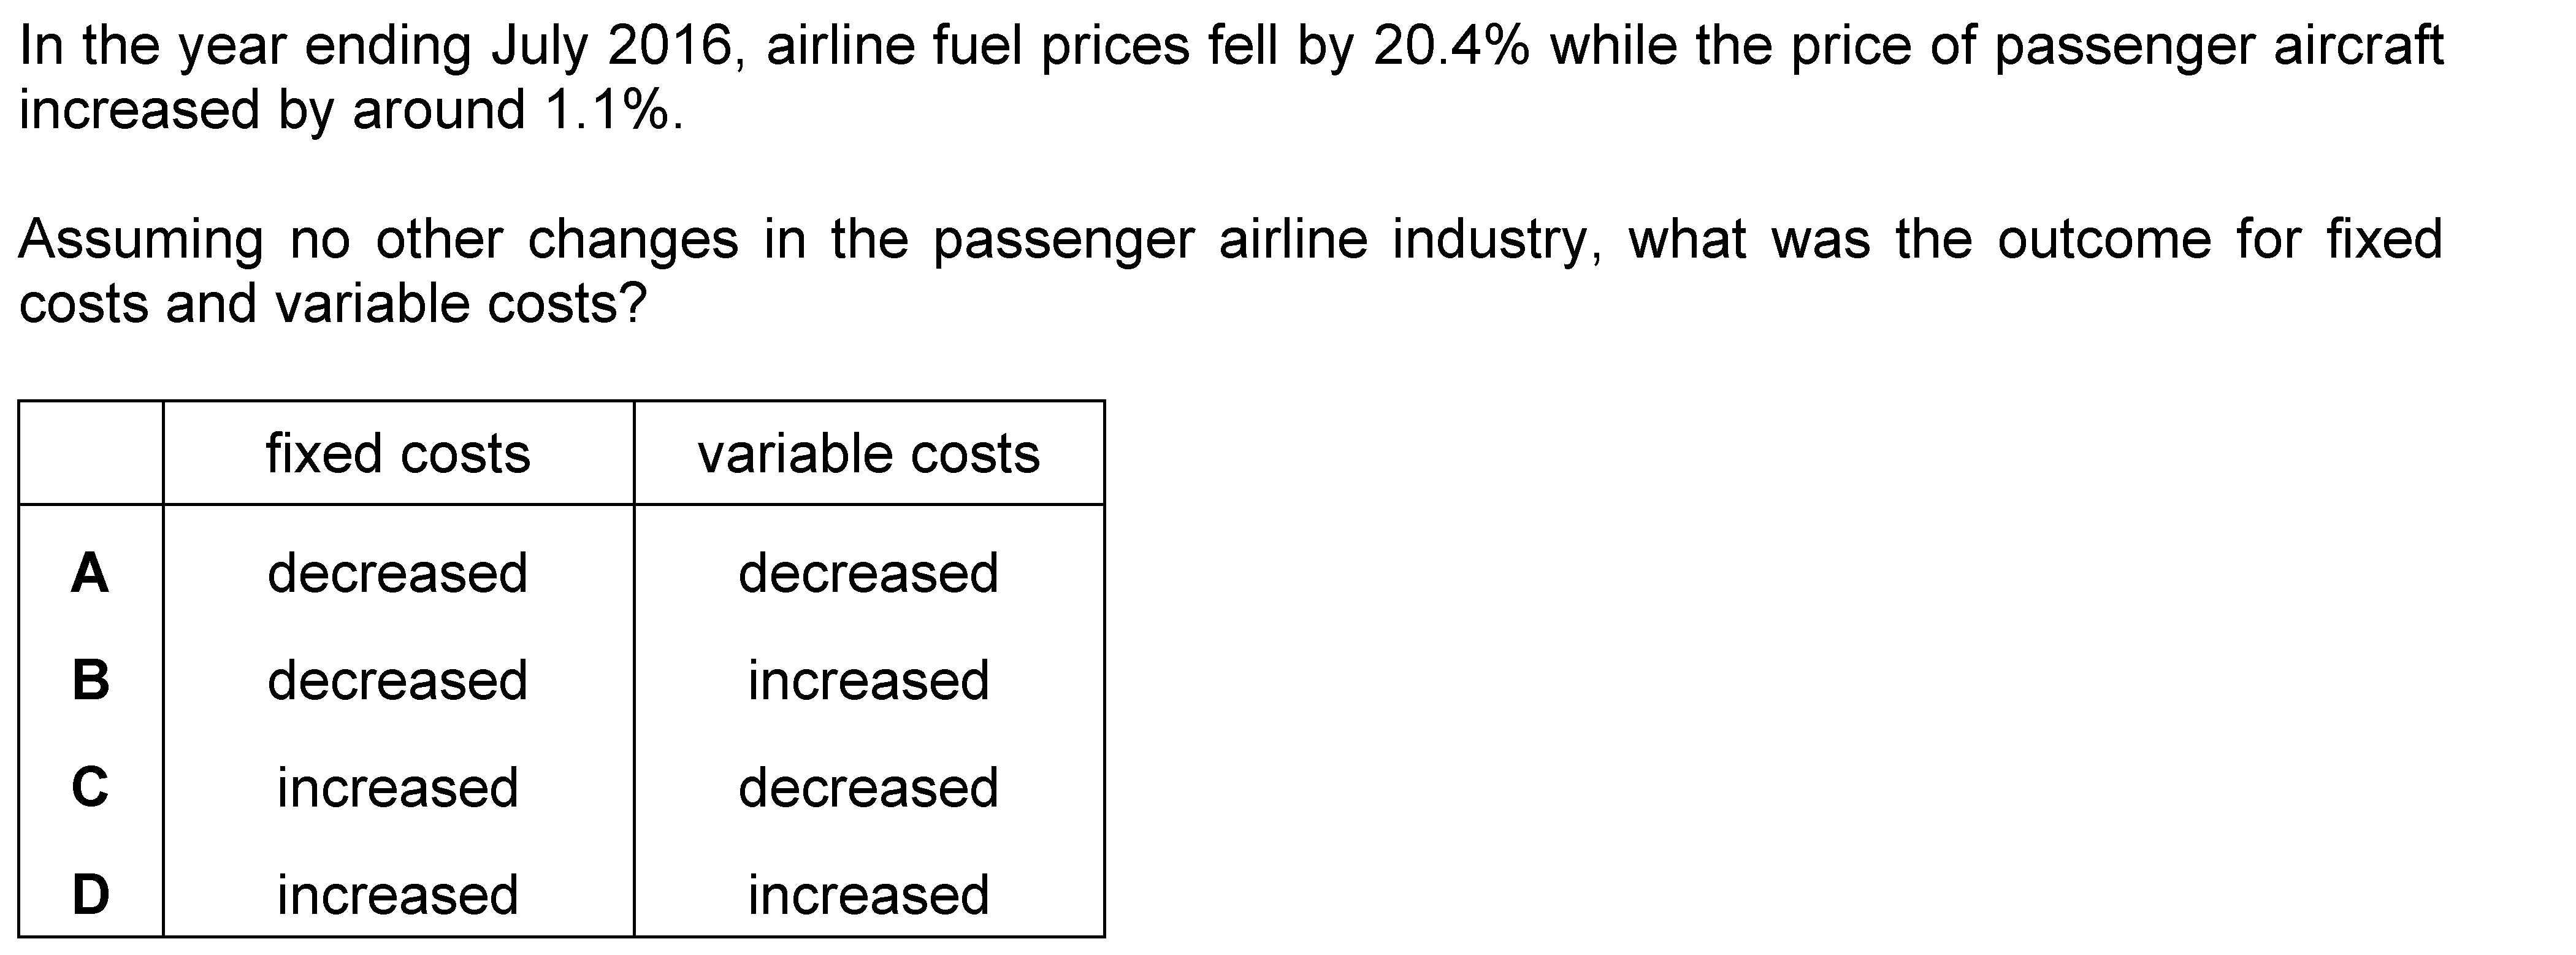 In the year ending July 2016, airline fuel prices fell by 20.4% while the price of passenger aircraft
increased by around 1.1%.
Assuming no other changes in the passenger airline industry, what was the outcome for fixed
costs and variable costs?
fixed costs variable costs
A decreased decreased
B decreased increased
C increased decreased
D increased increased